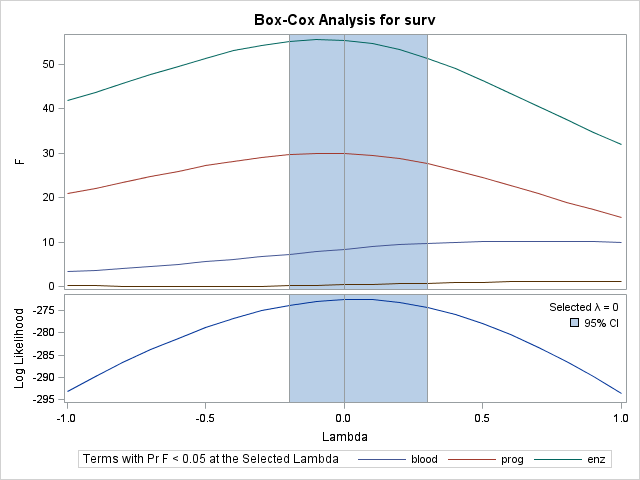 Box-Cox Analysis for surv
F
50
40
30
20
10
0
Log Likelihood
-275
-280
-285
-290
-295
Selected λ = 0
95% CI
-1.0 -0.5 0.0 0.5 1.0
Lambda
Terms with Pr F < 0.05 at the Selected Lambda blood prog enz